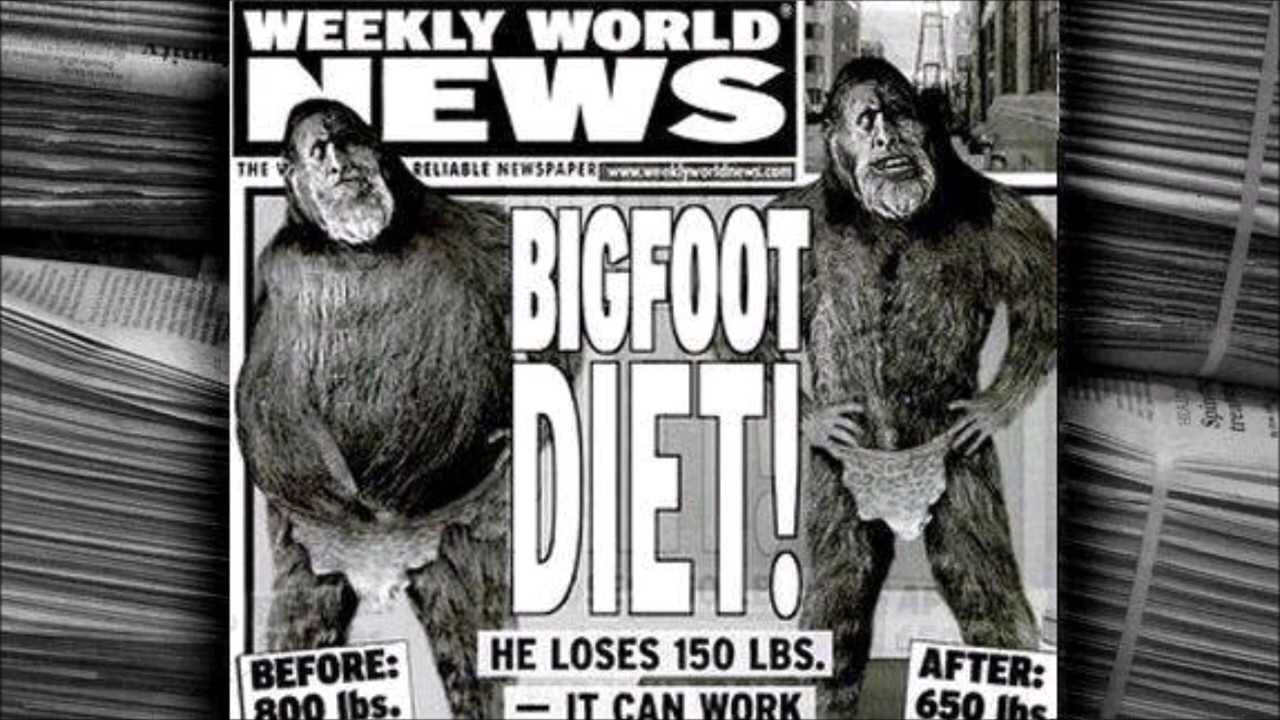 WEEKLY WORLD
NEWS
THE
RELIABLE NEWSPAPER
www.weeklyworldnews.com
BIGFOOT
DIET!
HE LOSES 150 LBS.
— IT CAN WORK
BEFORE:
800 lbs.
AFTER:
650 lbs